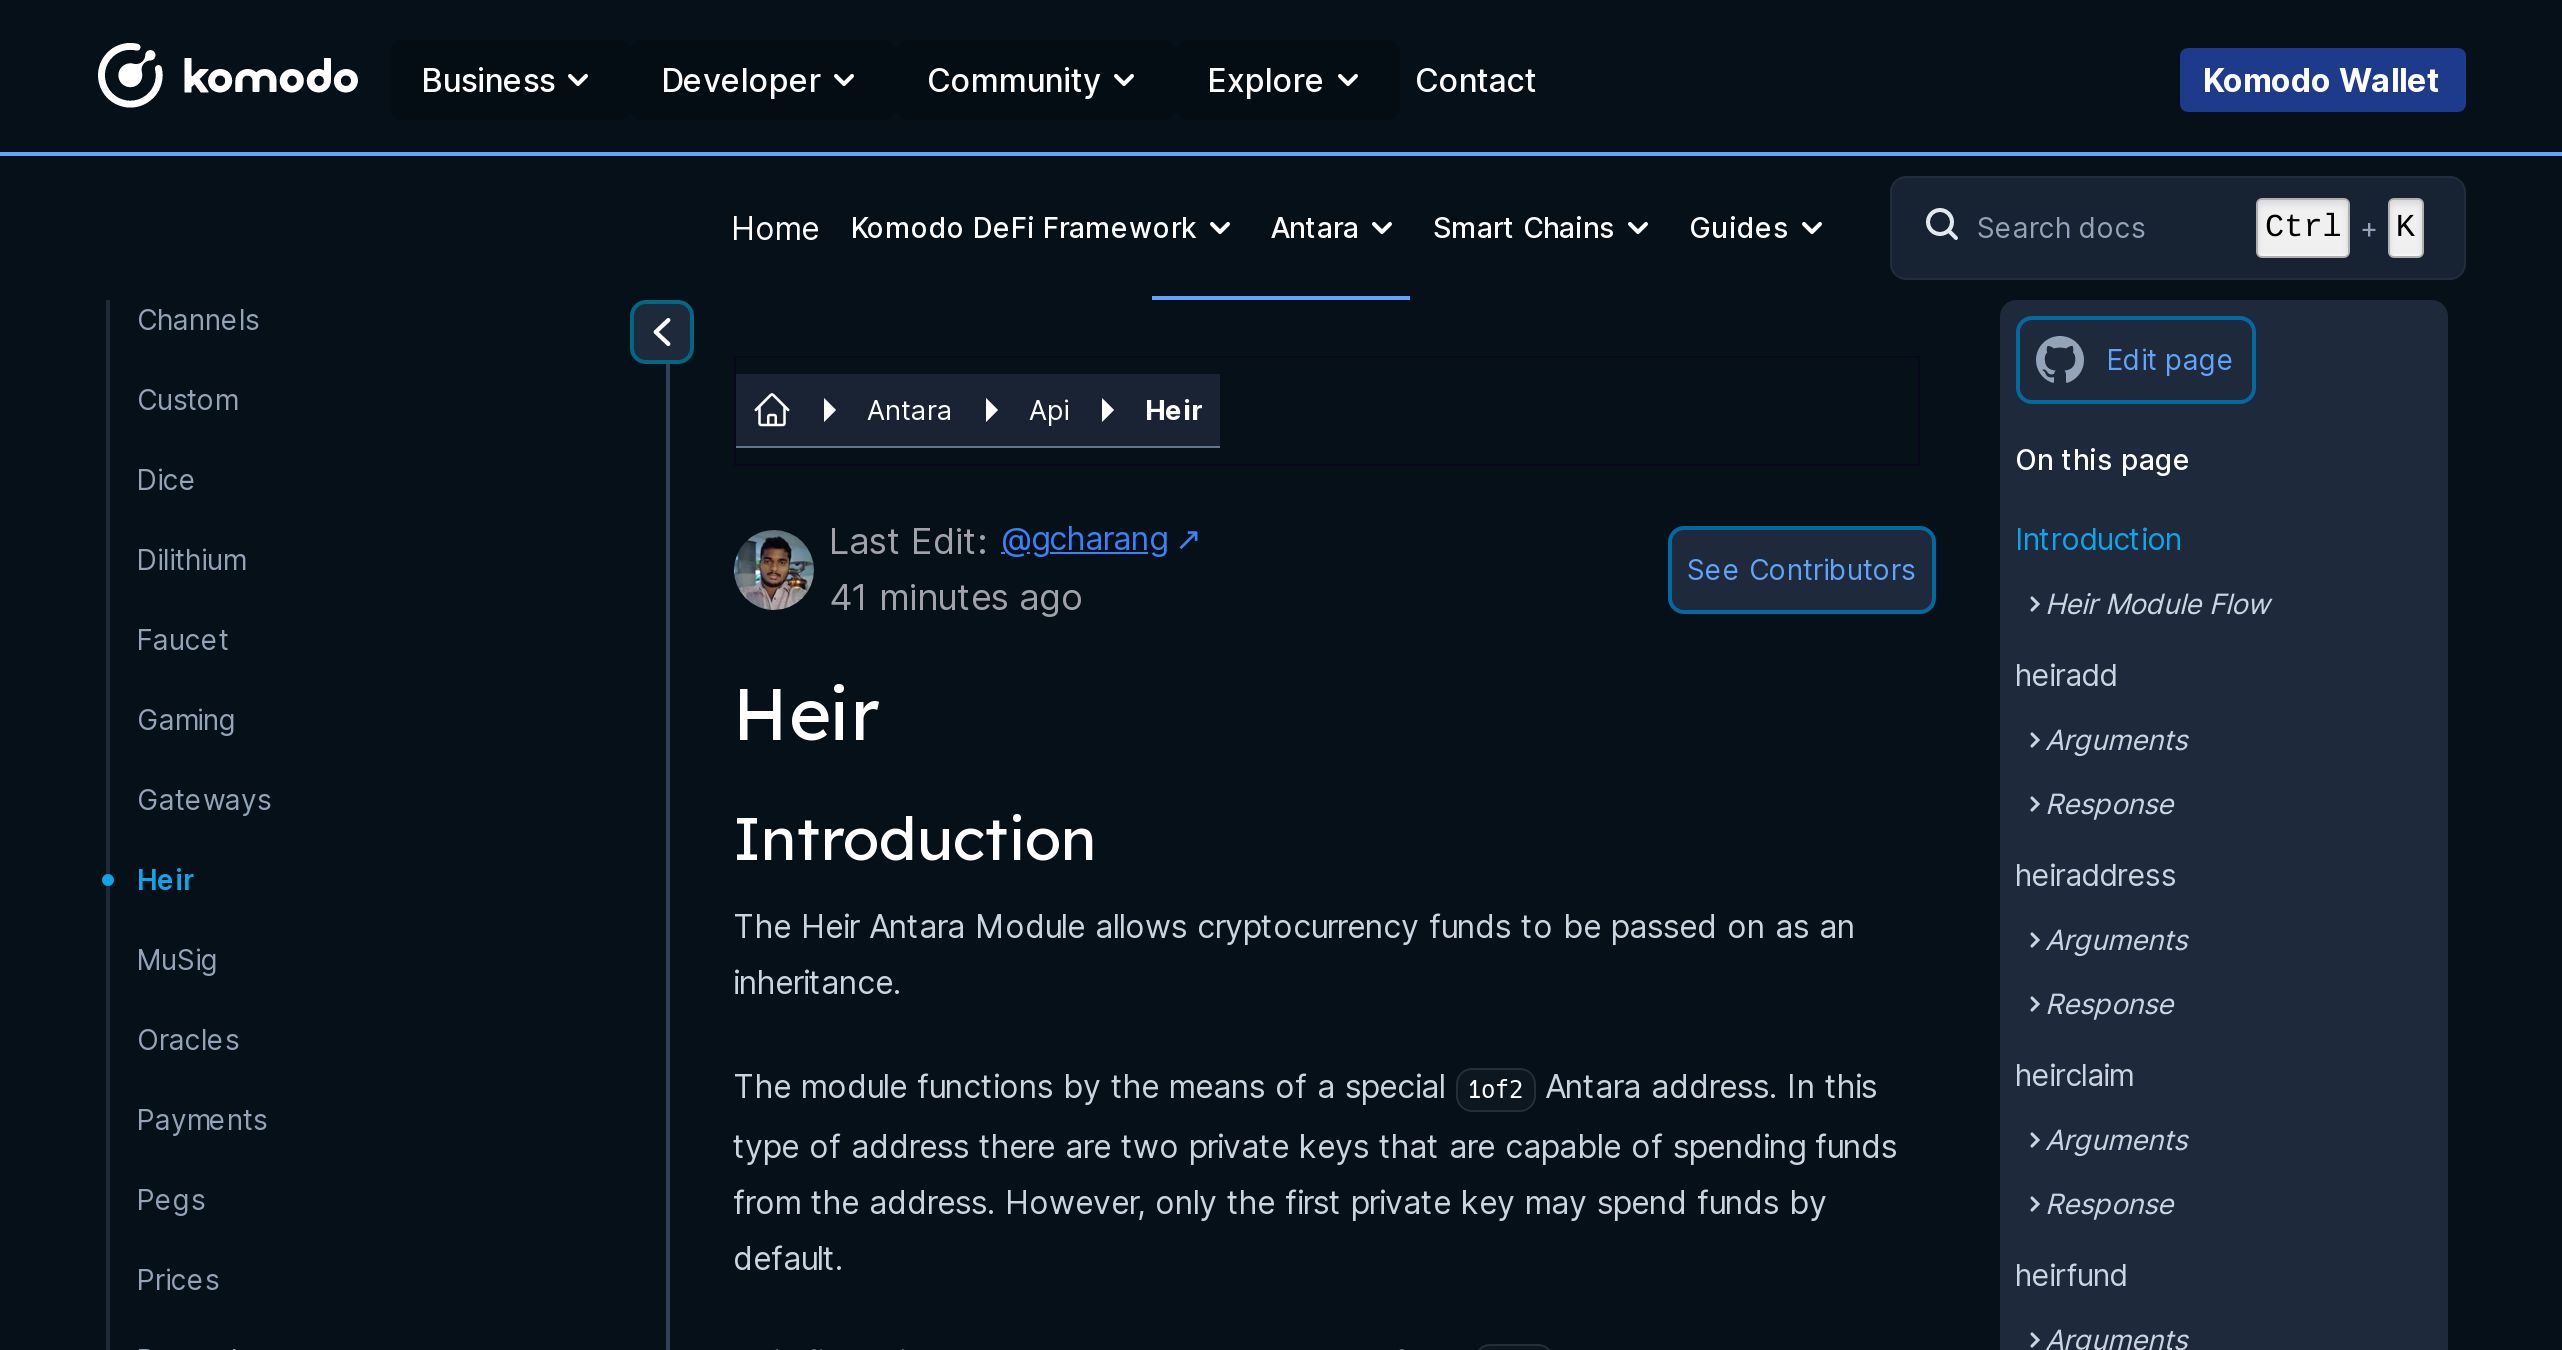 komodo
Business
Developer
Community
Explore
Contact
Komodo Wallet
Home
Komodo DeFi Framework
Antara
Smart Chains
Guides
Search docs
Ctrl + K
Channels
Custom
Dice
Dilithium
Faucet
Gaming
Gateways
Heir
MuSig
Oracles
Payments
Pegs
Prices
Antara
Api
Heir
Last Edit: @gcharang ↗
41 minutes ago
See Contributors
Heir
Introduction
The Heir Antara Module allows cryptocurrency funds to be passed on as an
inheritance.
The module functions by the means of a special 1of2 Antara address. In this
type of address there are two private keys that are capable of spending funds
from the address. However, only the first private key may spend funds by
default.
Edit page
On this page
Introduction
Heir Module Flow
heiradd
Arguments
Response
heiraddress
Arguments
Response
heirclaim
Arguments
Response
heirfund
Arguments